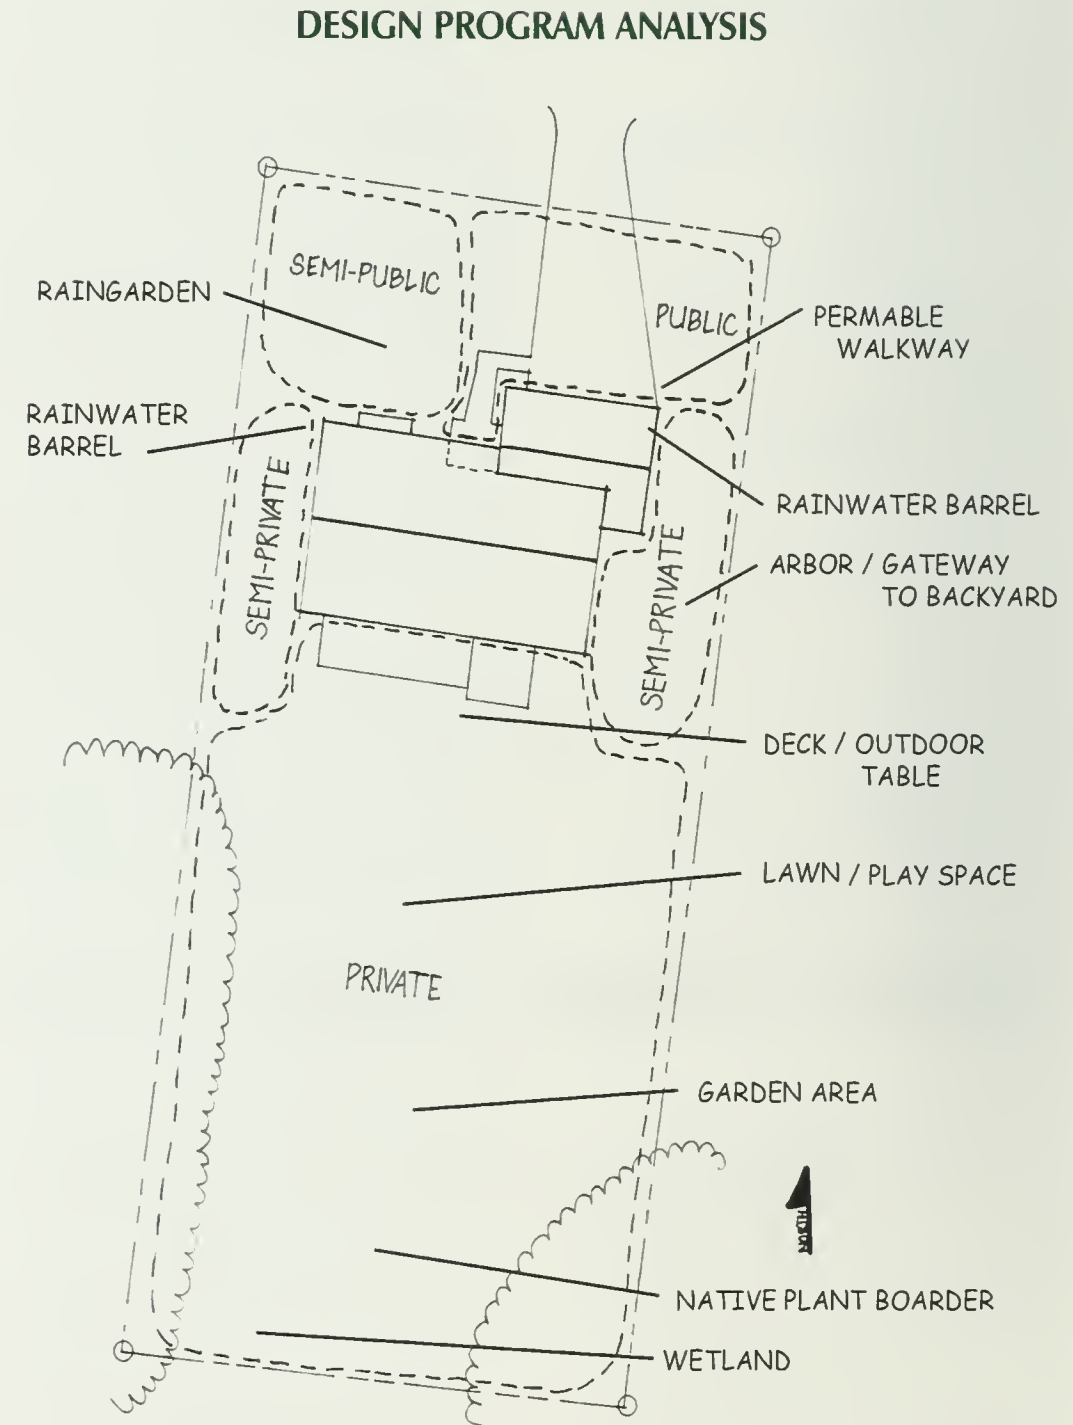 DESIGN PROGRAM ANALYSIS
SEMI-PUBLIC
RAINGARDEN
PUBLIC
PERMABLE
WALKWAY
RAINWATER
BARREL
SEMI-PRIVATE
RAINWATER BARREL
ARBOR / GATEWAY
TO BACKYARD
SEMI-PRIVATE
DECK / OUTDOOR
TABLE
LAWN / PLAY SPACE
PRIVATE
GARDEN AREA
NORTH
NATIVE PLANT BOARDER
WETLAND